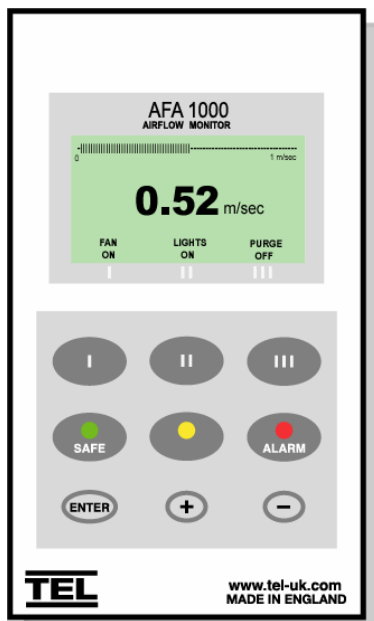 AFA 1000
AIRFLOW MONITOR
0 1 m/sec
0.52 m/sec
FAN LIGHTS PURGE
ON ON OFF
I II III
I II III
SAFE ALARM
ENTER + −
TEL www.tel-uk.com
MADE IN ENGLAND